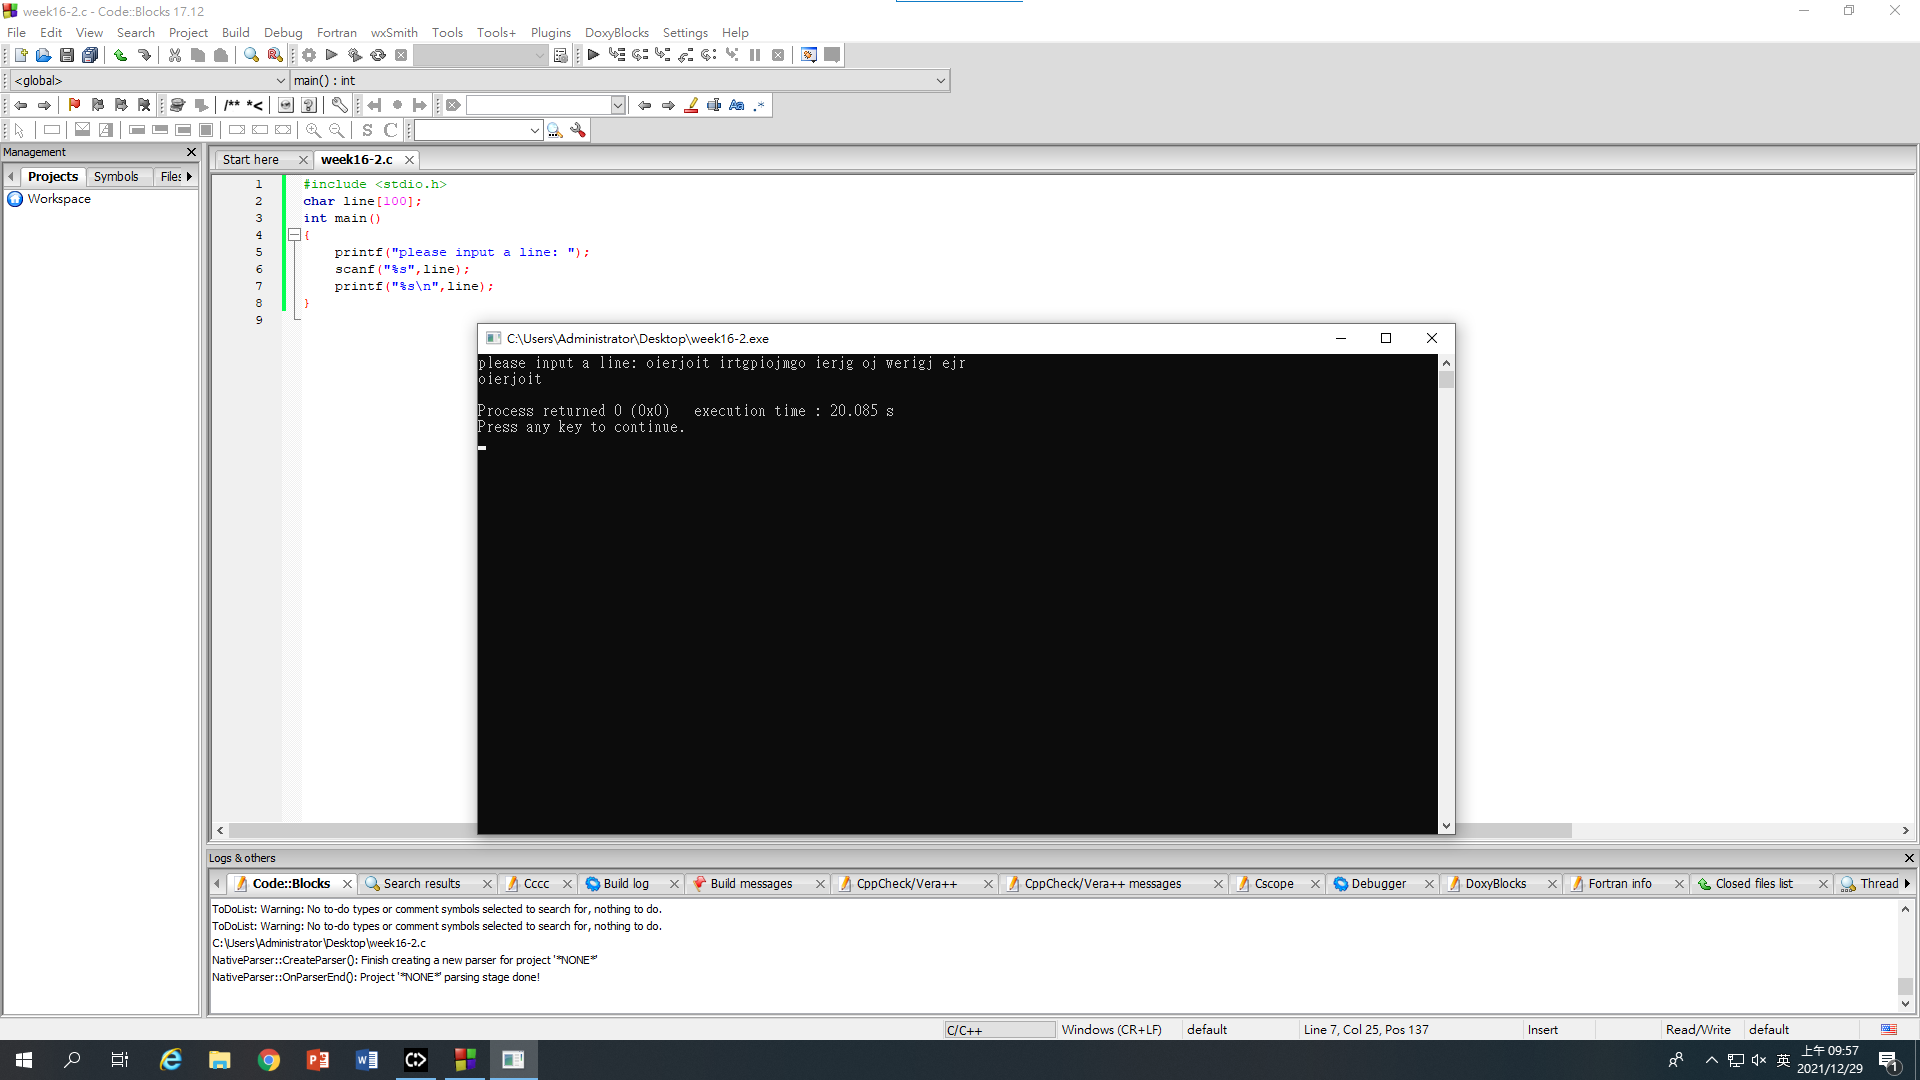 week16-2.c - Code::Blocks 17.12
File Edit View Search Project Build Debug Fortran wxSmith Tools Tools+ Plugins DoxyBlocks Settings Help
<global> main() : int
/** *< Aa .*
S C
Management
Projects Symbols Files
Workspace
Start here week16-2.c
1 #include <stdio.h>
2 char line[100];
3 int main()
4 {
5 printf("please input a line: ");
6 scanf("%s",line);
7 printf("%s\n",line);
8 }
9
C:\Users\Administrator\Desktop\week16-2.exe
please input a line: oierjoit irtgpiojmgo ierjg oj werigj ejr
oierjoit
Process returned 0 (0x0) execution time : 20.085 s
Press any key to continue.
Logs & others
Code::Blocks Search results Cccc Build log Build messages CppCheck/Vera++ CppCheck/Vera++ messages Cscope Debugger DoxyBlocks Fortran info Closed files list Thread
ToDoList: Warning: No to-do types or comment symbols selected to search for, nothing to do.
ToDoList: Warning: No to-do types or comment symbols selected to search for, nothing to do.
C:\Users\Administrator\Desktop\week16-2.c
NativeParser::CreateParser(): Finish creating a new parser for project '*NONE*'
NativeParser::OnParserEnd(): Project '*NONE*' parsing stage done!
C/C++ Windows (CR+LF) default Line 7, Col 25, Pos 137 Insert Read/Write default
英 上午 09:57
2021/12/29
1